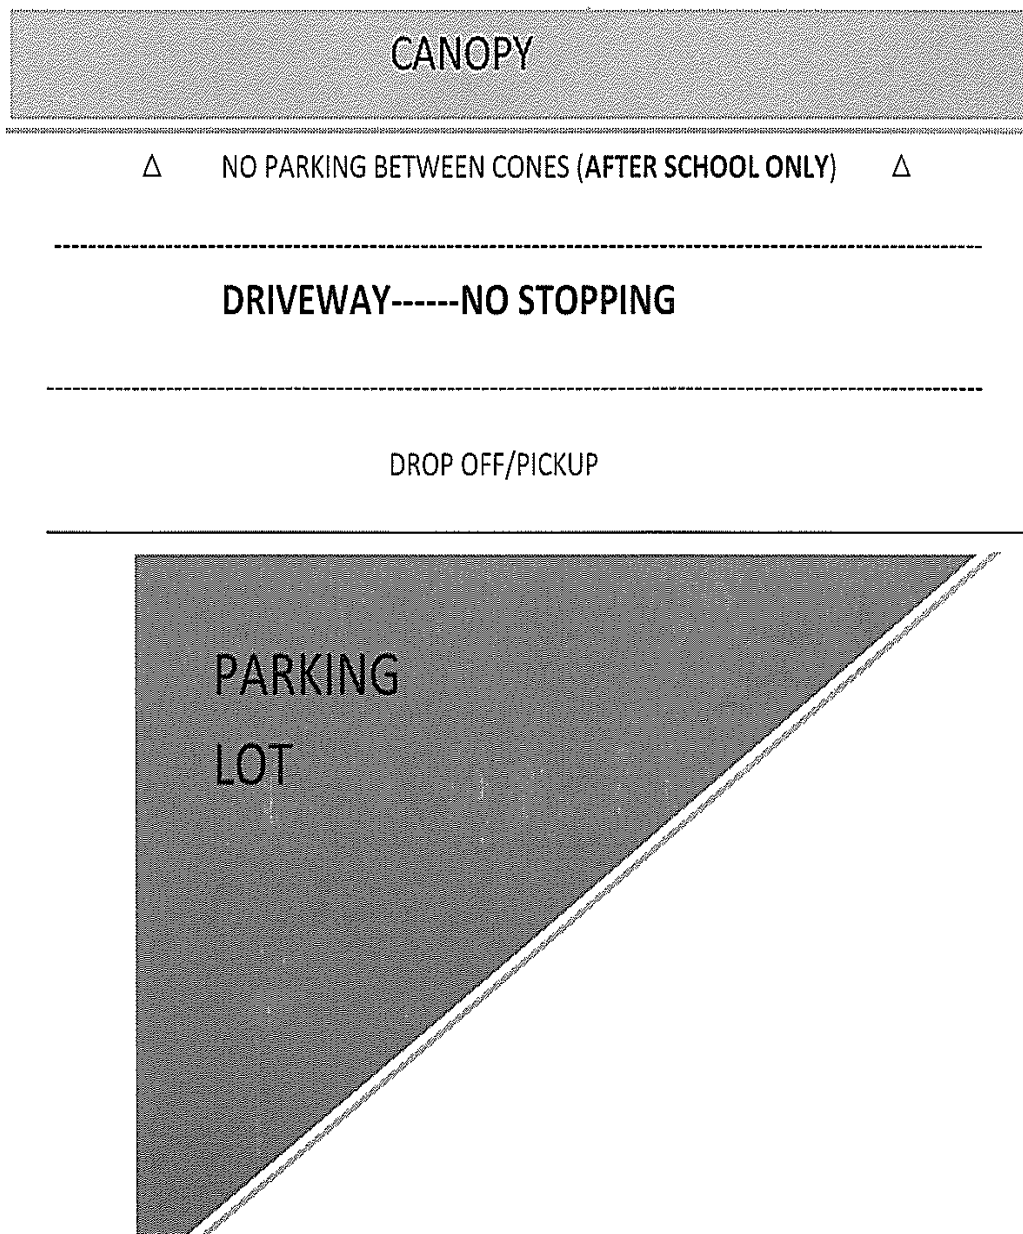 CANOPY
Δ NO PARKING BETWEEN CONES (AFTER SCHOOL ONLY) Δ
DRIVEWAY------NO STOPPING
DROP OFF/PICKUP
PARKING
LOT